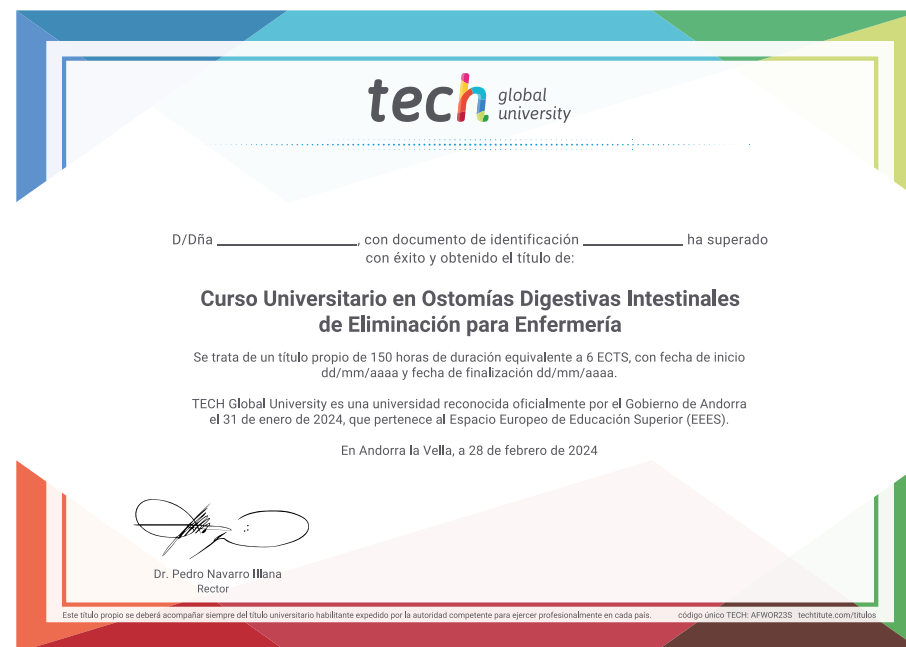 tech global
university
D/Dña ____________________, con documento de identificación ______________ ha superado
con éxito y obtenido el título de:
Curso Universitario en Ostomías Digestivas Intestinales
de Eliminación para Enfermería
Se trata de un título propio de 150 horas de duración equivalente a 6 ECTS, con fecha de inicio
dd/mm/aaaa y fecha de finalización dd/mm/aaaa.
TECH Global University es una universidad reconocida oficialmente por el Gobierno de Andorra
el 31 de enero de 2024, que pertenece al Espacio Europeo de Educación Superior (EEES).
En Andorra la Vella, a 28 de febrero de 2024
Dr. Pedro Navarro Illana
Rector
Este título propio se deberá acompañar siempre del título universitario habilitante expedido por la autoridad competente para ejercer profesionalmente en cada país. código único TECH: AFWOR23S techtitute.com/titulos